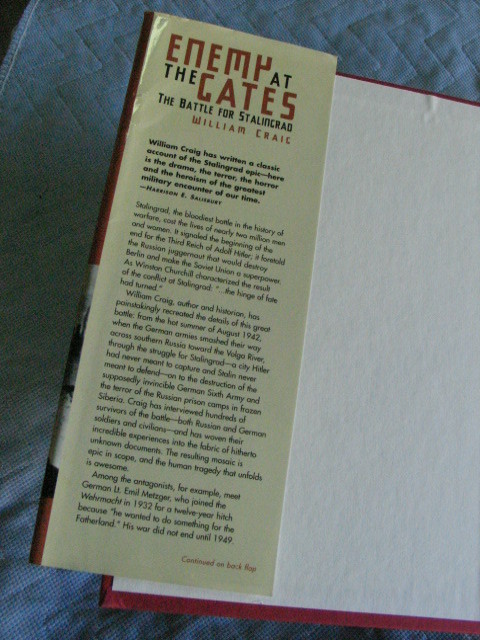 ENEMY AT
THE GATES
THE BATTLE FOR STALINGRAD
WILLIAM CRAIG
William Craig has written a classic
account of the Stalingrad epic—here
is the drama, the terror, the horror
and the heroism of the greatest
military encounter of our time.
—HARRISON E. SALISBURY
Stalingrad, the bloodiest battle in the history of
warfare, cost the lives of nearly two million men
and women. It signaled the beginning of the
end for the Third Reich of Adolf Hitler; it foretold
the Russian juggernaut that would destroy
Berlin and make the Soviet Union a superpower.
As Winston Churchill characterized the result
of the conflict at Stalingrad: "...the hinge of fate
had turned."
William Craig, author and historian, has
painstakingly recreated the details of this great
battle: from the hot summer of August 1942,
when the German armies smashed their way
across southern Russia toward the Volga River,
through the struggle for Stalingrad—a city Hitler
had never meant to capture and Stalin never
meant to defend—on to the destruction of the
supposedly invincible German Sixth Army and
the terror of the Russian prison camps in frozen
Siberia. Craig has interviewed hundreds of
survivors of the battle—both Russian and German
soldiers and civilians—and has woven their
incredible experiences into the fabric of hitherto
unknown documents. The resulting mosaic is
epic in scope, and the human tragedy that unfolds
is awesome.
Among the antagonists, for example, meet
German Lt. Emil Metzger, who joined the
Wehrmacht in 1932 for a twelve-year hitch
because "he wanted to do something for the
Fatherland." His war did not end until 1949.
Continued on back flap